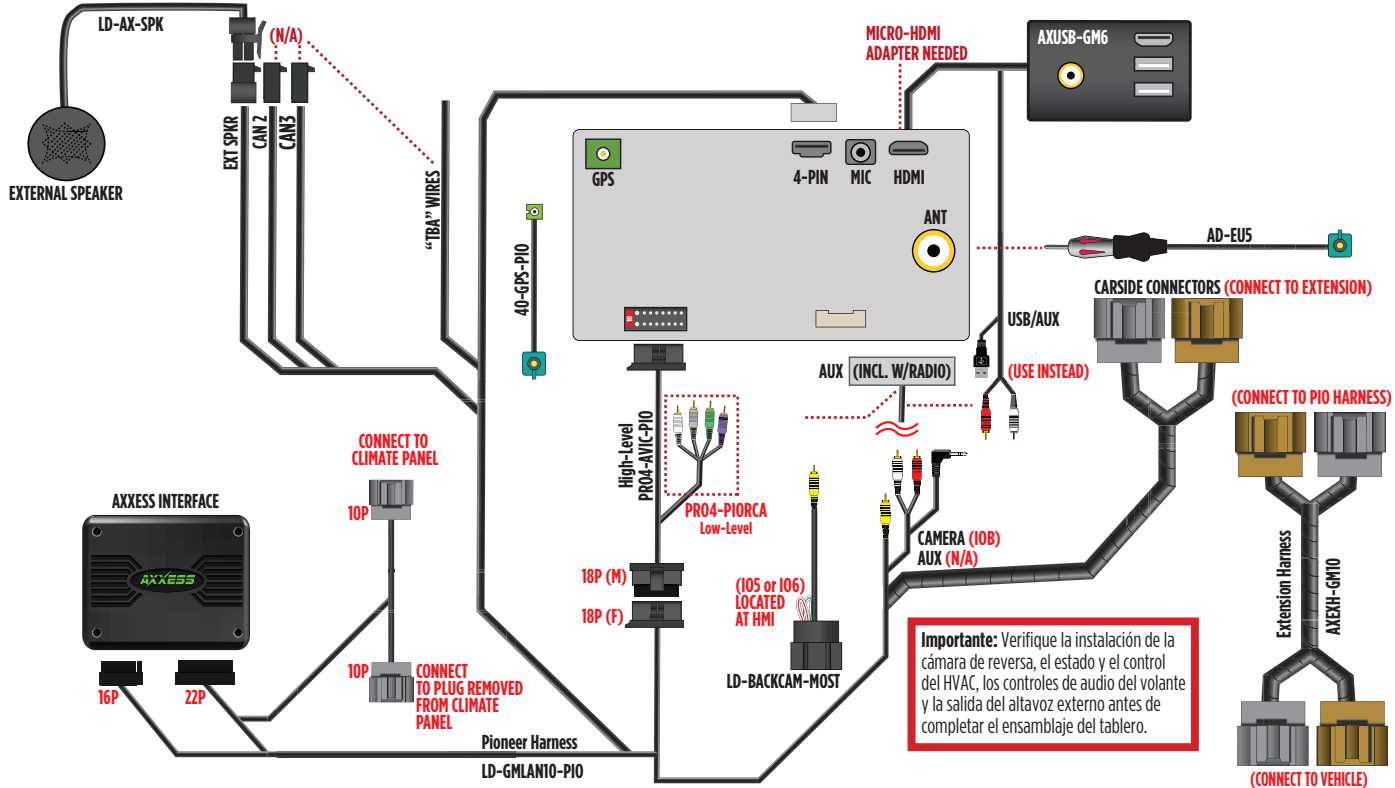 LD-AX-SPK
(N/A)
EXTERNAL SPEAKER
EXT SPKR
CAN 2
CAN3
"TBA" WIRES
MICRO-HDMI
ADAPTER NEEDED
AXUSB-GM6
GPS
4-PIN
MIC
HDMI
ANT
10
40-GPS-PIO
AD-EU5
CARSIDE CONNECTORS (CONNECT TO EXTENSION)
USB/AUX
AUX (INCL. W/RADIO)
(USE INSTEAD)
(CONNECT TO PIO HARNESS)
High-Level
PRO4-AVIC-PIO
PRO4-PIORCA
Low-Level
CONNECT TO
CLIMATE PANEL
10P
AXXESS INTERFACE
AXXESS
16P
22P
10P
CONNECT
TO PLUG REMOVED
FROM CLIMATE
PANEL
18P (M)
18P (F)
(IO5 or IO6)
LOCATED
AT HMI
LD-BACKCAM-MOST
CAMERA (IOB)
AUX (N/A)
Extension Harness
AXEXH-GM10
Importante: Verifique la instalación de la
cámara de reversa, el estado y el control
del HVAC, los controles de audio del volante
y la salida del altavoz externo antes de
completar el ensamblaje del tablero.
Pioneer Harness
LD-GMLAN10-PIO
(CONNECT TO VEHICLE)